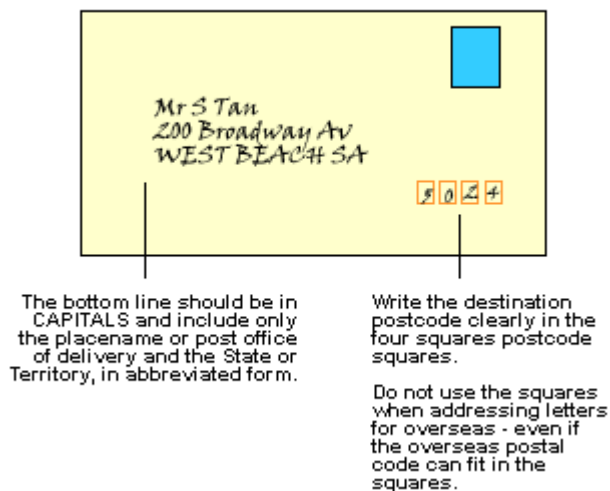 Mr S Tan
200 Broadway Av
WEST BEACH SA
5024
The bottom line should be in
CAPITALS and include only
the placename or post office
of delivery and the State or
Territory, in abbreviated form.
Write the destination
postcode clearly in the
four squares postcode
squares.
Do not use the squares
when addressing letters
for overseas - even if
the overseas postal
code can fit in the
squares.